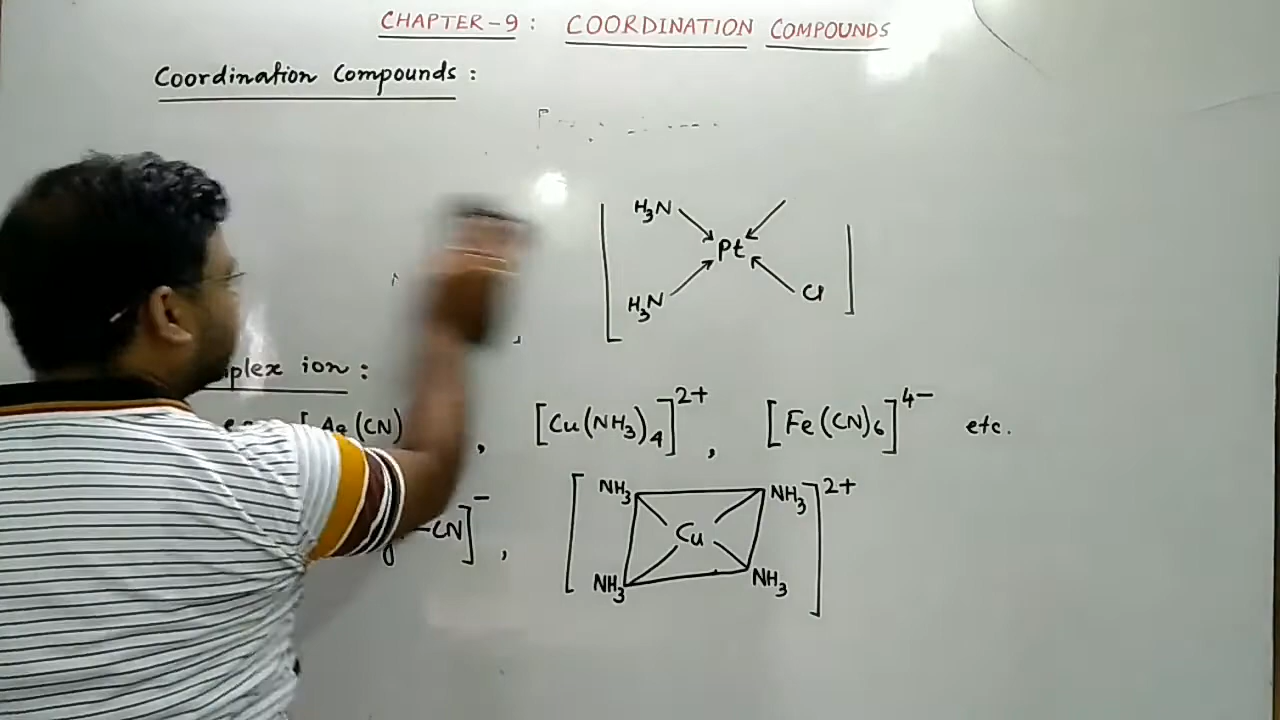 CHAPTER-9 : COORDINATION COMPOUNDS
Coordination Compounds :
H₃N
Pt
H₃N Cl
plex ion :
[Ag(CN) , [Cu(NH₃)₄]²⁺ , [Fe(CN)₆]⁴⁻ etc.
NH₃ NH₃ ]²⁺
-CN]⁻ , [ Cu
NH₃ NH₃